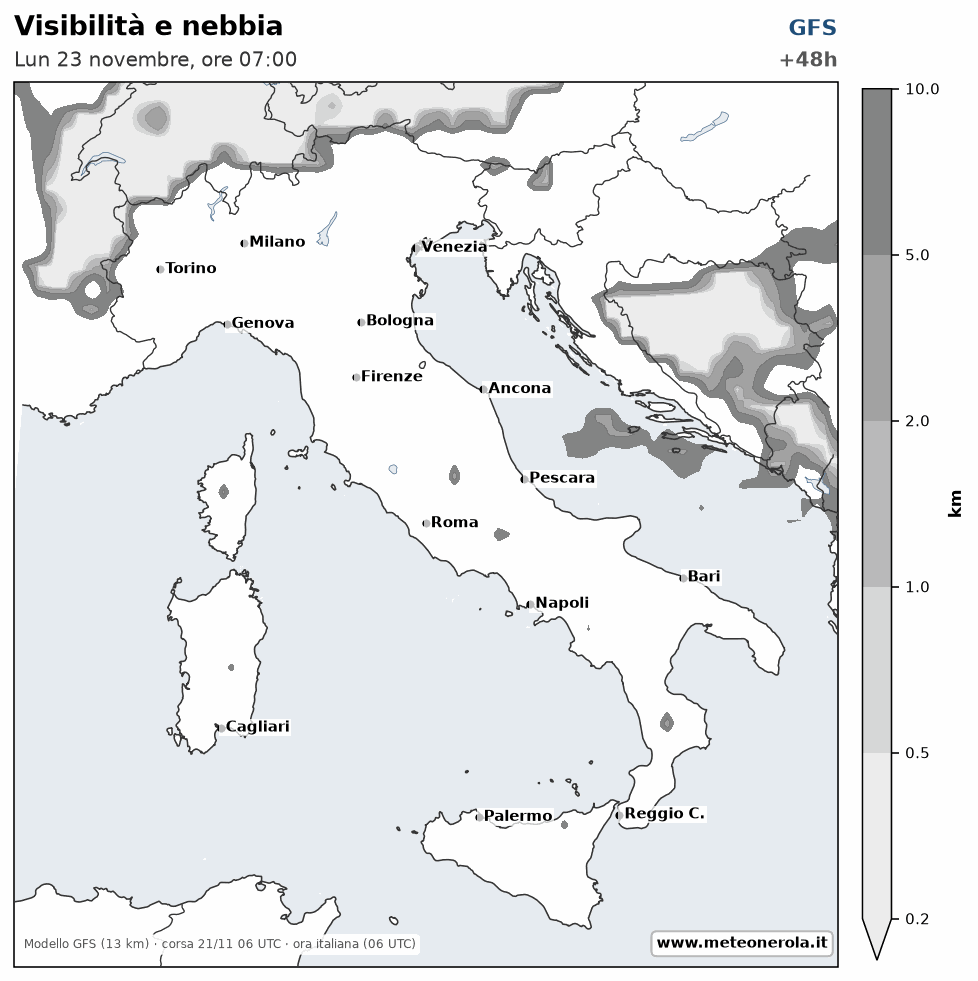 Visibilità e nebbia
GFS
Lun 23 novembre, ore 07:00
+48h
10.0
5.0
2.0
1.0
0.5
0.2
km
Milano
Venezia
Torino
Genova
Bologna
Firenze
Ancona
Pescara
Roma
Bari
Napoli
Cagliari
Palermo
Reggio C.
Modello GFS (13 km) · corsa 21/11 06 UTC · ora italiana (06 UTC)
www.meteonerola.it